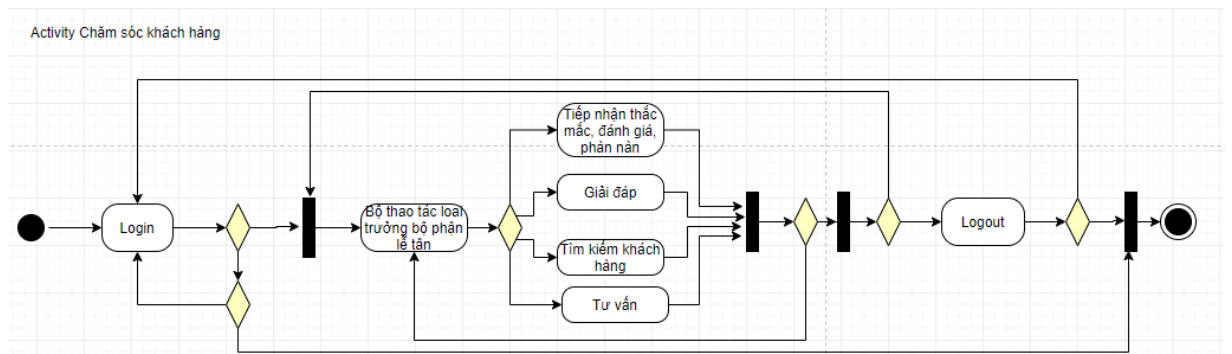 Activity Chăm sóc khách hàng
Tiếp nhận thắc
mắc, đánh giá,
phàn nàn
Giải đáp
Login
Bộ thao tác loại
trưởng bộ phận
lễ tân
Logout
Tìm kiếm khách
hàng
Tư vấn